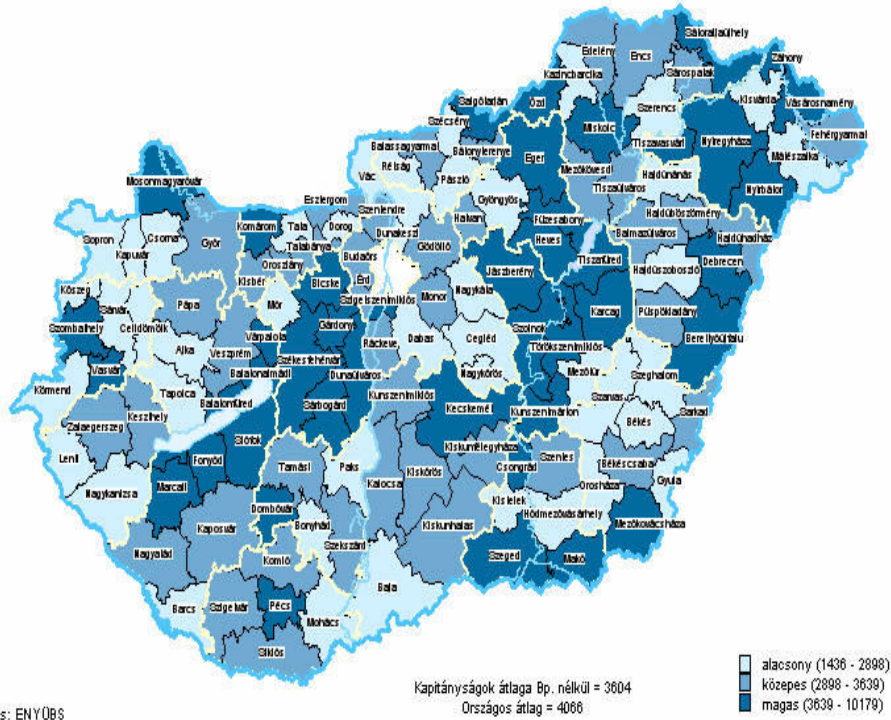 Sátoraljaújhely
Edelény
Encs
Záhony
Kazincbarcika
Sárospatak
Kisvárda
Vásárosnamény
Salgótarján
Ózd
Szerencs
Szécsény
Miskolc
Fehérgyarmat
Balassagyarmat
Bátonyterenye
Tiszavasvári
Nyíregyháza
Rétság
Eger
Mátészalka
Vác
Pásztó
Mezőkövesd
Hajdúnánás
Mosonmagyaróvár
Gyöngyös
Tiszaújváros
Nyírbátor
Esztergom
Szentendre
Hajdúböszörmény
Komárom
Tata
Dorog
Hatvan
Füzesabony
Sopron
Csorna
Győr
Dunakeszi
Balmazújváros
Hajdúhadház
Kapuvár
Tatabánya
Gödöllő
Heves
Oroszlány
Budaörs
Tiszafüred
Debrecen
Kisbér
Bicske
Érd
Jászberény
Hajdúszoboszló
Kőszeg
Monor
Nagykáta
Sárvár
Pápa
Mór
Szigetszentmiklós
Karcag
Püspökladány
Szombathely
Celldömölk
Gárdony
Szolnok
Várpalota
Ráckeve
Dabas
Cegléd
Törökszentmiklós
Berettyóújfalu
Ajka
Veszprém
Székesfehérvár
Vasvár
Balatonalmádi
Dunaújváros
Nagykőrös
Mezőtúr
Szeghalom
Körmend
Tapolca
Kunszentmiklós
Balatonfüred
Sárbogárd
Kecskemét
Kunszentmárton
Szarvas
Keszthely
Sarkad
Zalaegerszeg
Békés
Siófok
Kiskunfélegyháza
Lenti
Fonyód
Szentes
Békéscsaba
Tamási
Paks
Csongrád
Marcali
Kalocsa
Kiskőrös
Gyula
Nagykanizsa
Orosháza
Kistelek
Dombóvár
Hódmezővásárhely
Kaposvár
Bonyhád
Kiskunhalas
Mezőkovácsháza
Szekszárd
Nagyatád
Komló
Szeged
Makó
Baja
Barcs
Szigetvár
Pécs
Mohács
Siklós
Kapitányságok átlaga Bp. nélkül = 3604
Országos átlag = 4066
alacsony (1436 - 2898)
közepes (2898 - 3639)
magas (3639 - 10179)
s: ENYÜBS